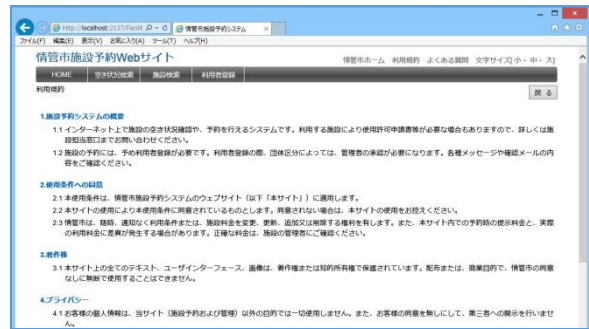 http://localhost:2137/Facilit
情管市施設予約システム
ファイル(F) 編集(E) 表示(V) お気に入り(A) ツール(T) ヘルプ(H)
情管市施設予約Webサイト
情管市ホーム 利用規約 よくある質問 文字サイズ[小・中・大]
HOME 空き状況検索 施設検索 利用者登録
利用規約
戻る
1.施設予約システムの概要
1.1 インターネット上で施設の空き状況確認や、予約を行えるシステムです。利用する施設により使用許可申請書等が必要な場合もありますので、詳しくは施
設担当窓口までお問い合わせください。
1.2 施設の予約には、予め利用者登録が必要です。利用者登録の際、団体区分によっては、管理者の承認が必要になります。各種メッセージや確認メールの内
容をご確認ください。
2.使用条件への同意
2.1 本使用条件は、情管市施設予約システムのウェブサイト（以下「本サイト」）に適用します。
2.2 本サイトの使用により本使用条件に同意されているものとします。同意されない場合は、本サイトの使用をお控えください。
2.3 情管市は、随時、通知なく利用条件または、施設料金を変更、更新、追加又は削除する権利を有します。また、本サイト内での予約時の提示料金と、実際
の利用料金に差異が発生する場合があります。正確な料金は、施設の管理者にご確認ください。
3.著作権
3.1 本サイト上の全てのテキスト、ユーザインターフェース、画像は、著作権または知的所有権で保護されています。配布または、商業目的で、情管市の同意
なしに無断で使用することはできません。
4.プライバシー
4.1 お客様の個人情報は、当サイト（施設予約および管理）以外の目的では一切使用しません。また、お客様の同意を無しにして、第三者への開示を行いませ
ん。